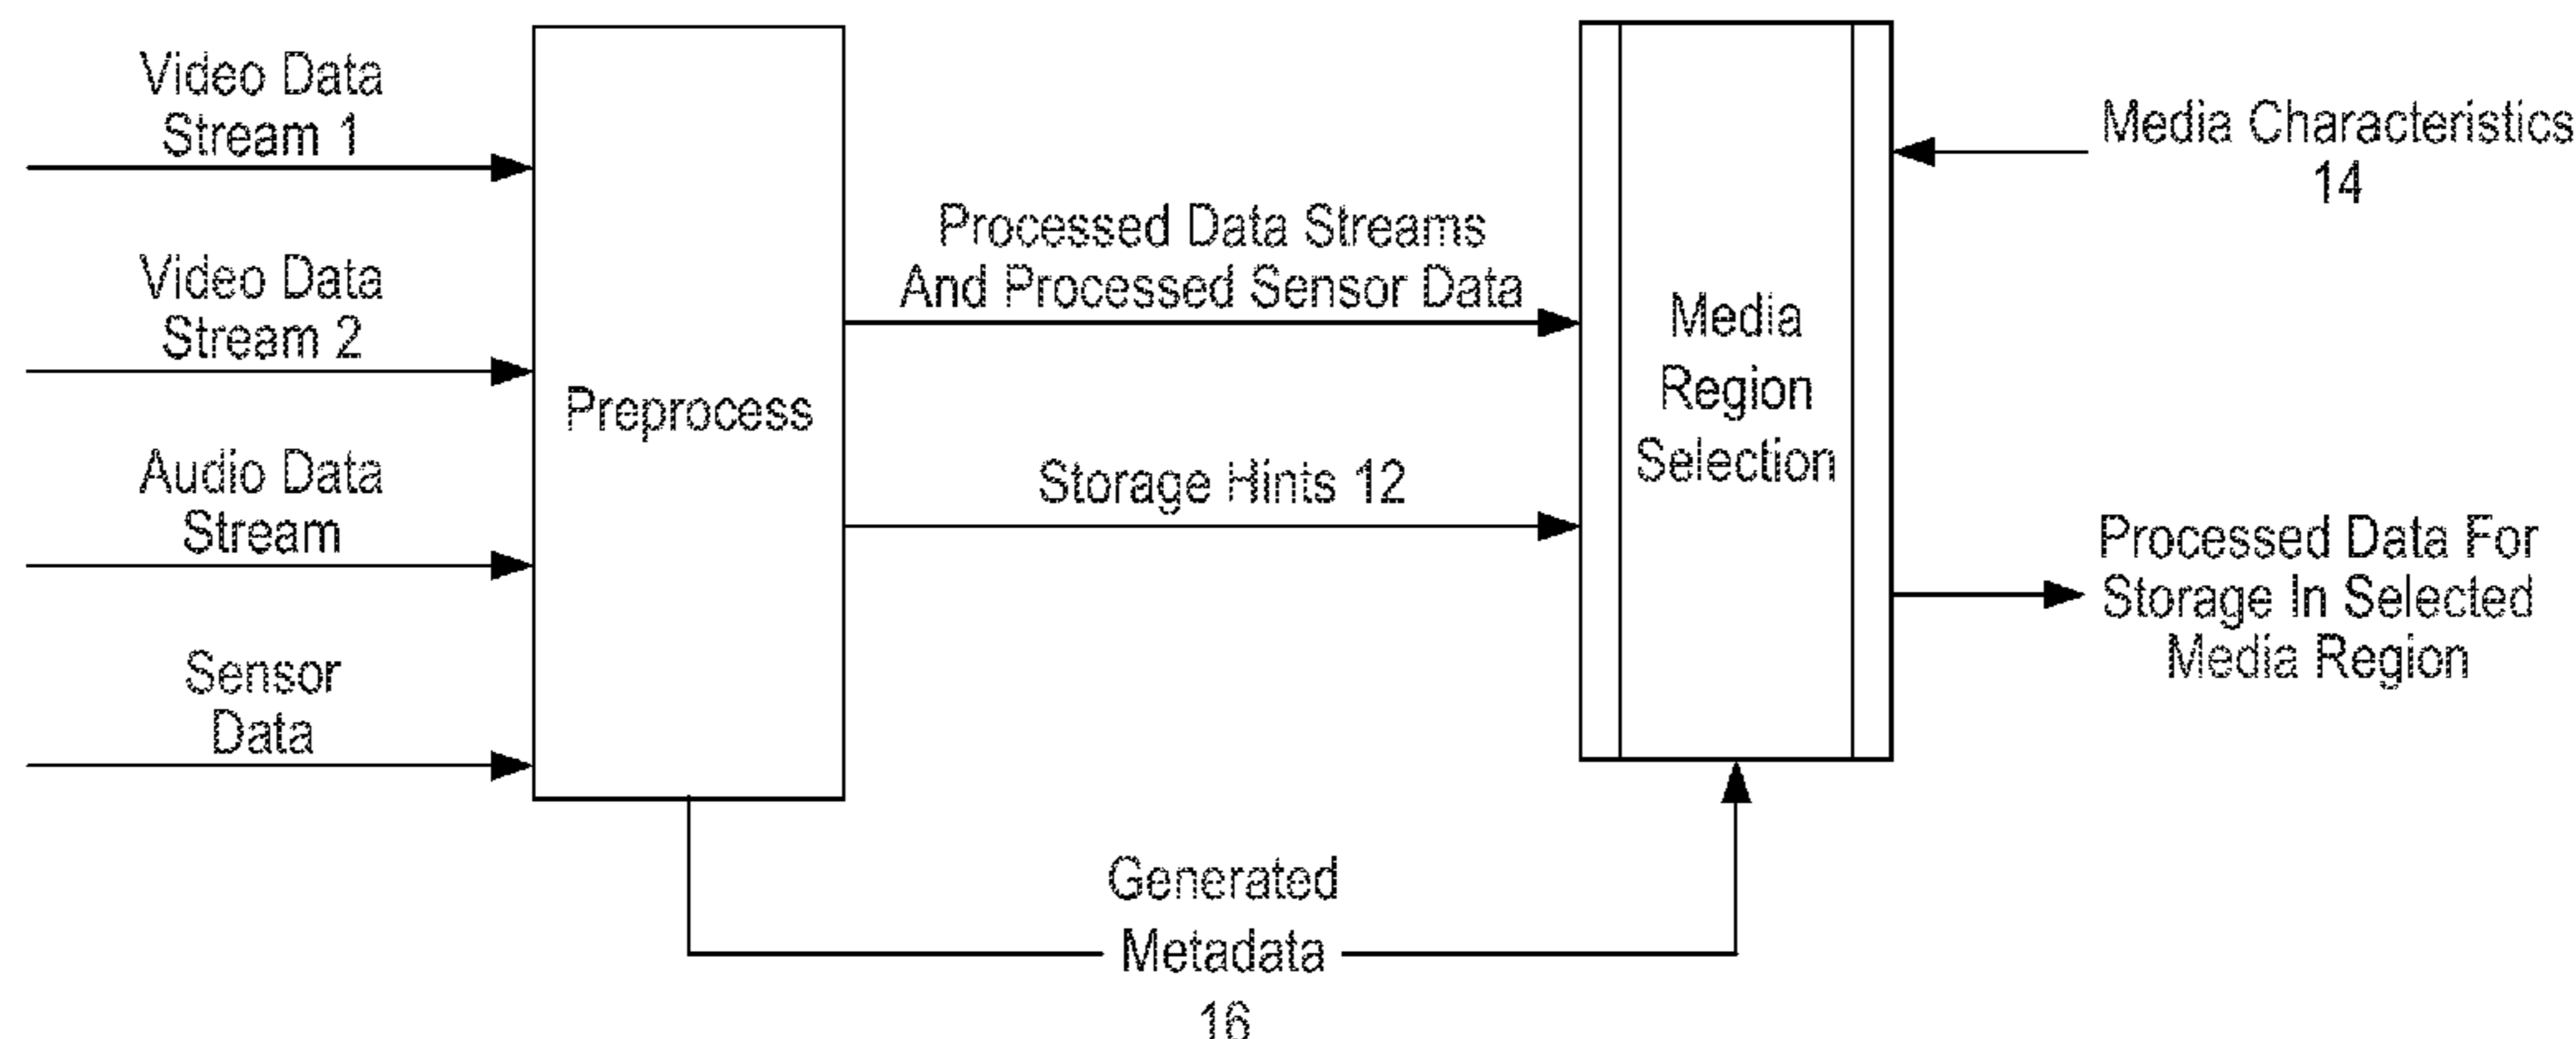 Video Data
Stream 1
Video Data
Stream 2
Audio Data
Stream
Sensor
Data
Preprocess
Processed Data Streams
And Processed Sensor Data
Storage Hints 12
Generated
Metadata
16
Media
Region
Selection
Media Characteristics
14
Processed Data For
Storage In Selected
Media Region